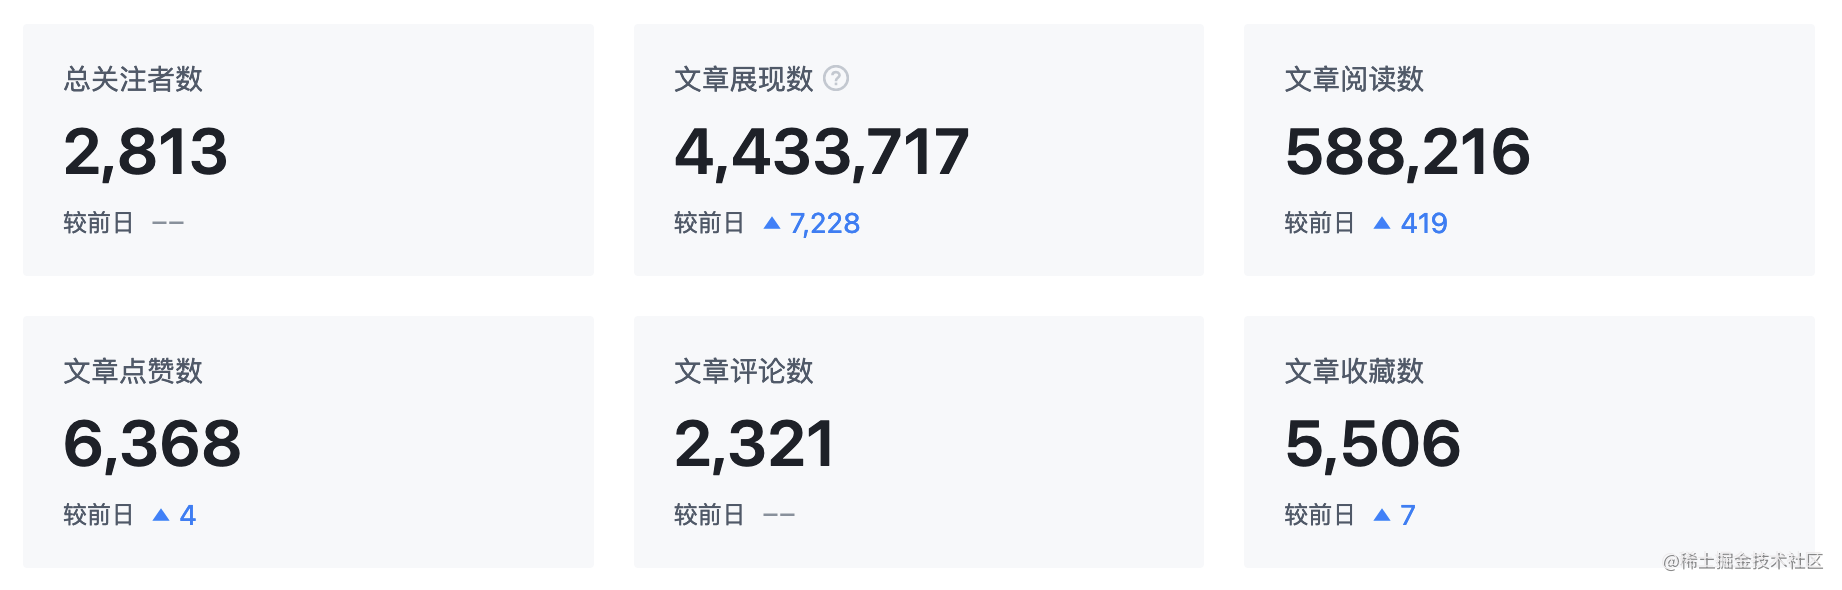 总关注者数
2,813
较前日 --
文章展现数 ?
4,433,717
较前日 ▲ 7,228
文章阅读数
588,216
较前日 ▲ 419
文章点赞数
6,368
较前日 ▲ 4
文章评论数
2,321
较前日 --
文章收藏数
5,506
较前日 ▲ 7
@稀土掘金技术社区